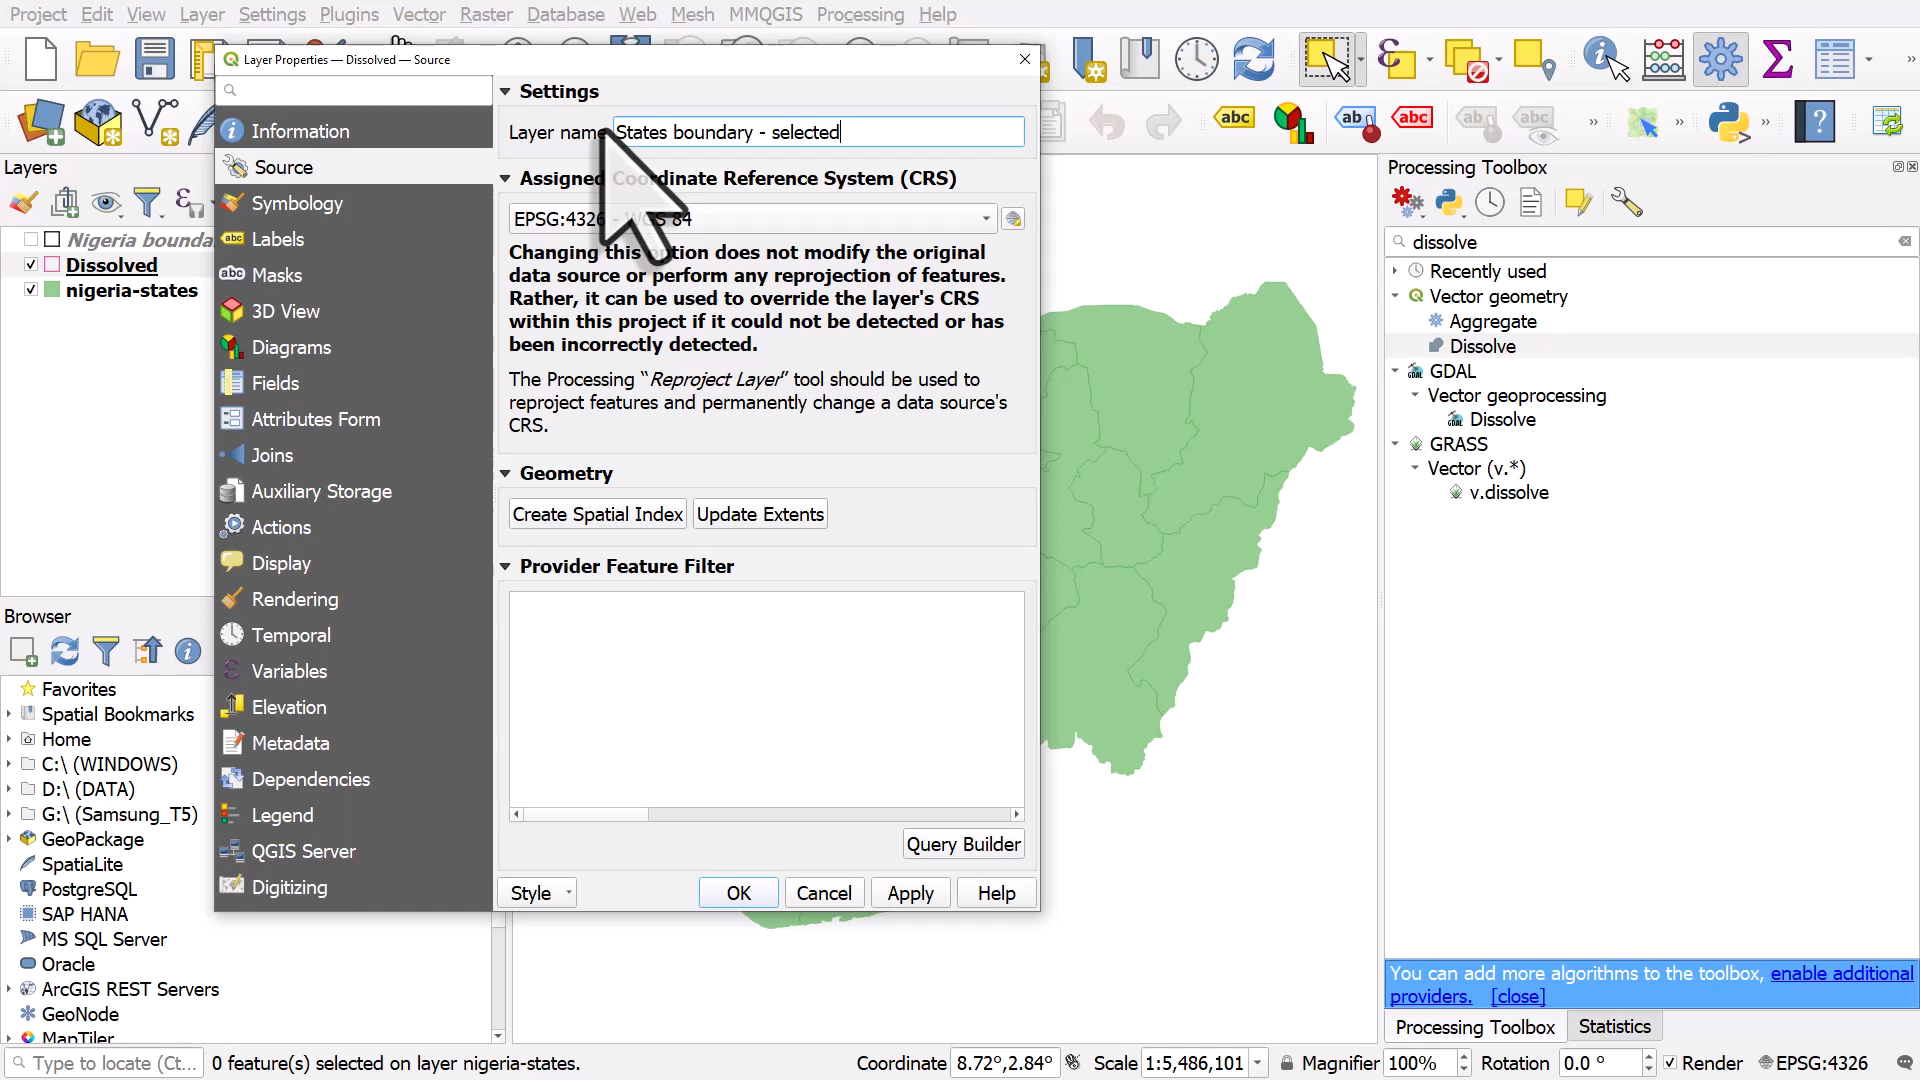 Project Edit View Layer Settings Plugins Vector Raster Database Web Mesh MMQGIS Processing Help
Layer Properties — Dissolved — Source
Information
Source
Symbology
Labels
Masks
3D View
Diagrams
Fields
Attributes Form
Joins
Auxiliary Storage
Actions
Display
Rendering
Temporal
Variables
Elevation
Metadata
Dependencies
Legend
QGIS Server
Digitizing
Settings
Layer name States boundary - selected
Assigned Coordinate Reference System (CRS)
EPSG:4326 - WGS 84
Changing this option does not modify the original
data source or perform any reprojection of features.
Rather, it can be used to override the layer's CRS
within this project if it could not be detected or has
been incorrectly detected.
The Processing “Reproject Layer” tool should be used to
reproject features and permanently change a data source's
CRS.
Geometry
Create Spatial Index Update Extents
Provider Feature Filter
Query Builder
Style OK Cancel Apply Help
abc abc abc abc abc
Layers
Nigeria bounda
Dissolved
nigeria-states
Browser
Favorites
Spatial Bookmarks
Home
C:\ (WINDOWS)
D:\ (DATA)
G:\ (Samsung_T5)
GeoPackage
SpatiaLite
PostgreSQL
SAP HANA
MS SQL Server
Oracle
ArcGIS REST Servers
GeoNode
MapTiler
Processing Toolbox
dissolve
Recently used
Vector geometry
Aggregate
Dissolve
GDAL
Vector geoprocessing
Dissolve
GRASS
Vector (v.*)
v.dissolve
You can add more algorithms to the toolbox, enable additional
providers. [close]
Processing Toolbox Statistics
Type to locate (Ct... 0 feature(s) selected on layer nigeria-states. Coordinate 8.72°,2.84° Scale 1:5,486,101 Magnifier 100% Rotation 0.0 ° Render EPSG:4326